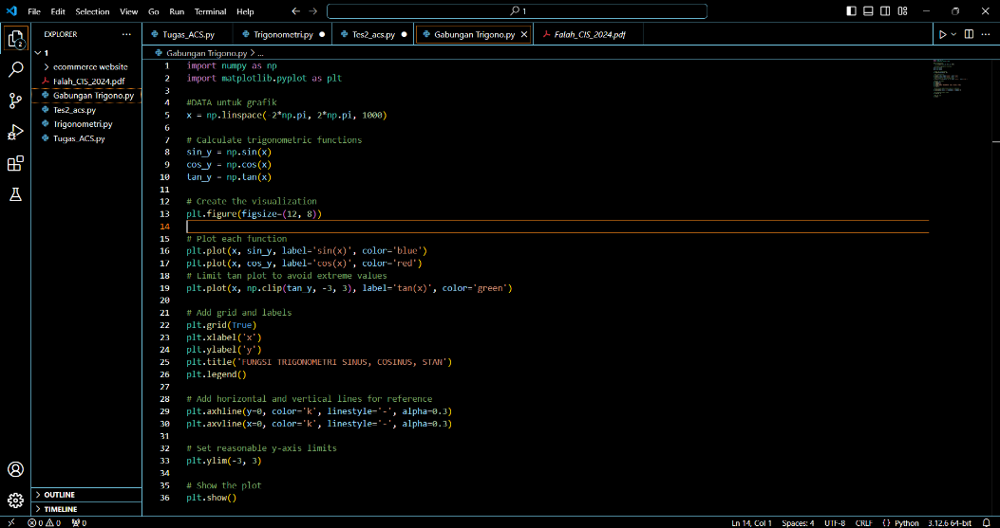 File Edit Selection View Go Run Terminal Help
1
EXPLORER
Tugas_ACS.py
Trigonometri.py
Tes2_acs.py
Gabungan Trigono.py
Falah_CIS_2024.pdf
1
ecommerce website
Falah_CIS_2024.pdf
Gabungan Trigono.py
Tes2_acs.py
Trigonometri.py
Tugas_ACS.py
OUTLINE
TIMELINE
2
Gabungan Trigono.py > ...
1 import numpy as np
2 import matplotlib.pyplot as plt
3
4 #DATA untuk grafik
5 x = np.linspace(-2*np.pi, 2*np.pi, 1000)
6
7 # Calculate trigonometric functions
8 sin_y = np.sin(x)
9 cos_y = np.cos(x)
10 tan_y = np.tan(x)
11
12 # Create the visualization
13 plt.figure(figsize=(12, 8))
14
15 # Plot each function
16 plt.plot(x, sin_y, label='sin(x)', color='blue')
17 plt.plot(x, cos_y, label='cos(x)', color='red')
18 # Limit tan plot to avoid extreme values
19 plt.plot(x, np.clip(tan_y, -3, 3), label='tan(x)', color='green')
20
21 # Add grid and labels
22 plt.grid(True)
23 plt.xlabel('x')
24 plt.ylabel('y')
25 plt.title('FUNGSI TRIGONOMETRI SINUS, COSINUS, STAN')
26 plt.legend()
27
28 # Add horizontal and vertical lines for reference
29 plt.axhline(y=0, color='k', linestyle='-', alpha=0.3)
30 plt.axvline(x=0, color='k', linestyle='-', alpha=0.3)
31
32 # Set reasonable y-axis limits
33 plt.ylim(-3, 3)
34
35 # Show the plot
36 plt.show()
0 0 0
Ln 14, Col 1 Spaces: 4 UTF-8 CRLF {} Python 3.12.6 64-bit